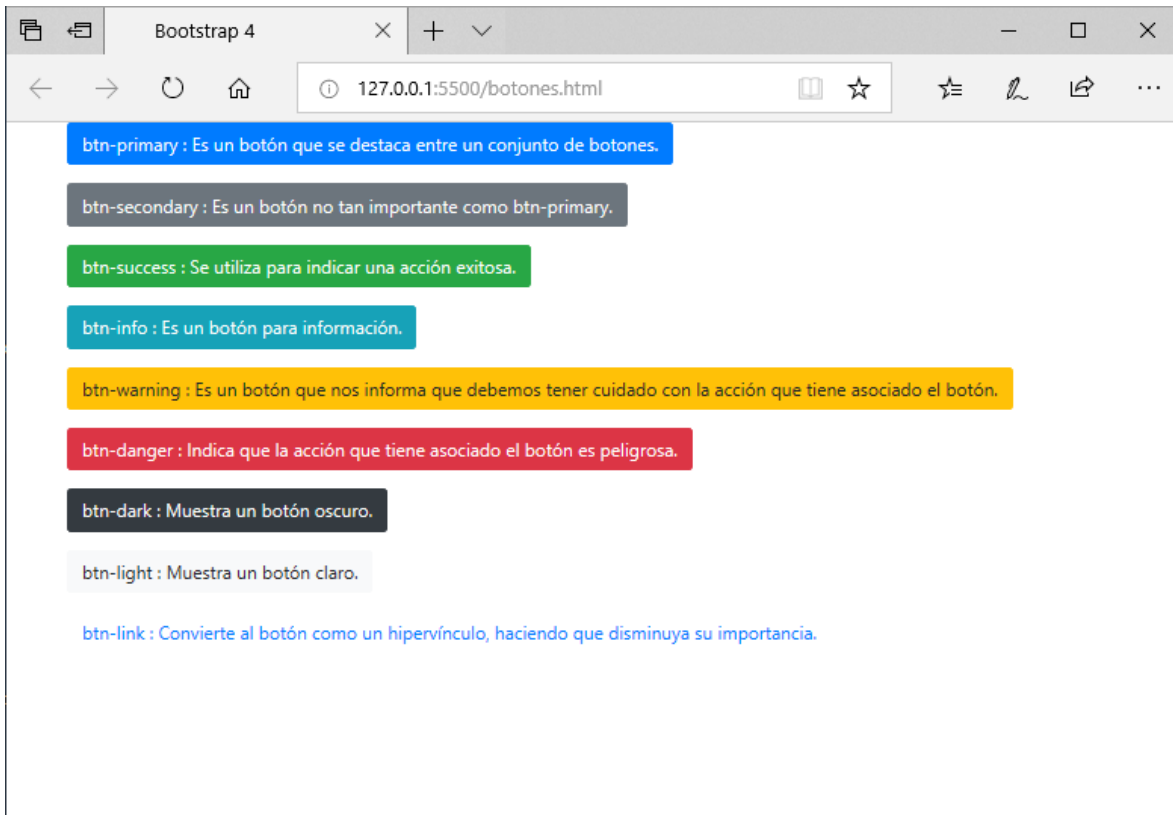 Bootstrap 4
127.0.0.1:5500/botones.html
btn-primary : Es un botón que se destaca entre un conjunto de botones.
btn-secondary : Es un botón no tan importante como btn-primary.
btn-success : Se utiliza para indicar una acción exitosa.
btn-info : Es un botón para información.
btn-warning : Es un botón que nos informa que debemos tener cuidado con la acción que tiene asociado el botón.
btn-danger : Indica que la acción que tiene asociado el botón es peligrosa.
btn-dark : Muestra un botón oscuro.
btn-light : Muestra un botón claro.
btn-link : Convierte al botón como un hipervínculo, haciendo que disminuya su importancia.